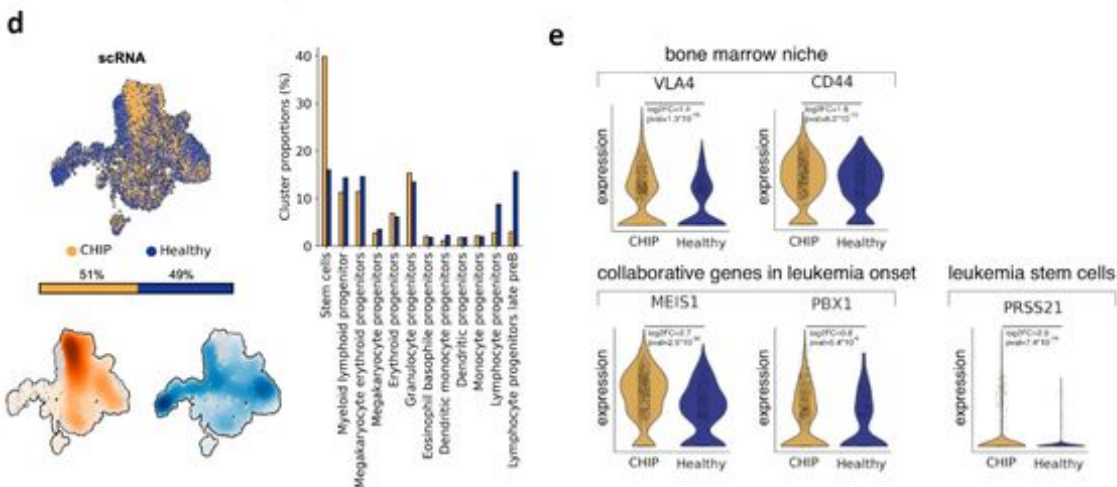 d
scRNA
CHIP
Healthy
51%
49%
Cluster proportions (%)
40
30
20
10
0
Stem cells
Myeloid lymphoid progenitor
Megakaryocyte erythroid progenitors
Megakaryocyte progenitors
Erythroid progenitors
Granulocyte progenitors
Eosinophil basophile progenitors
Dendritic monocyte progenitors
Dendritic progenitors
Monocyte progenitors
Lymphocyte progenitors
Lymphocyte progenitors late preB
e
bone marrow niche
VLA4
CD44
expression
expression
CHIP
Healthy
CHIP
Healthy
collaborative genes in leukemia onset
leukemia stem cells
MEIS1
PBX1
PRSS21
expression
expression
expression
CHIP
Healthy
CHIP
Healthy
CHIP
Healthy